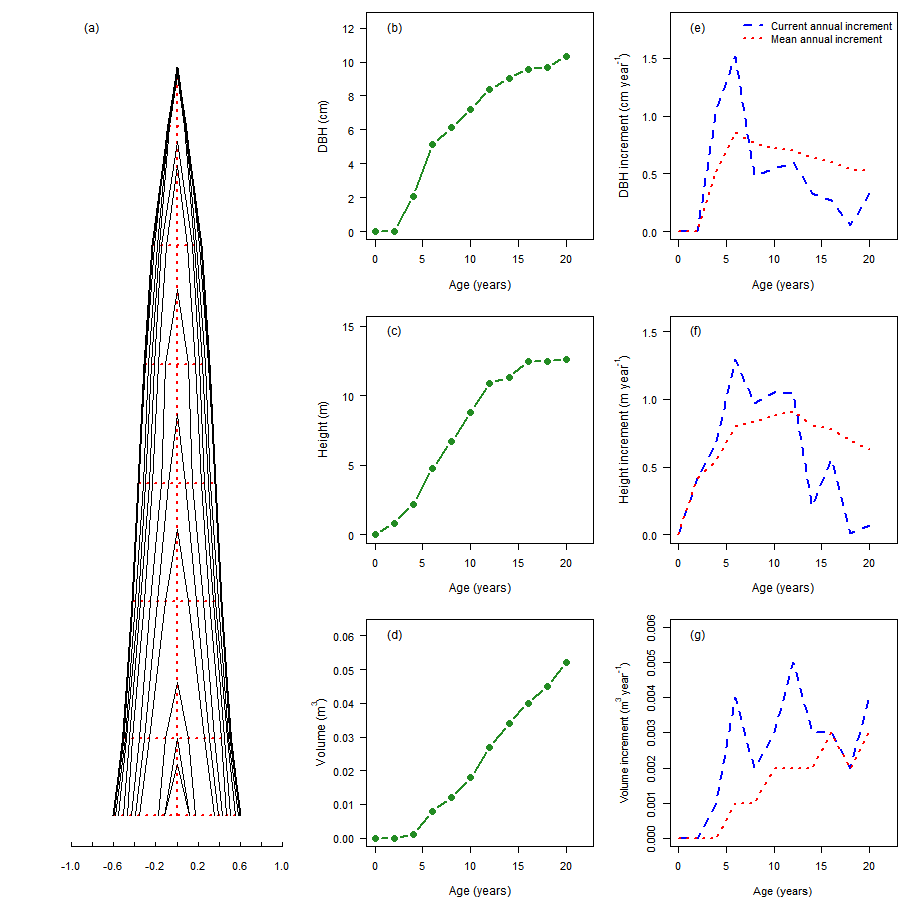 (a)
-1.0 -0.6 -0.2 0.2 0.6 1.0
(b)
DBH (cm)
12
10
8
6
4
2
0
0 5 10 15 20
Age (years)
(c)
Height (m)
15
10
5
0
0 5 10 15 20
Age (years)
(d)
Volume (m³)
0.06
0.05
0.04
0.03
0.02
0.01
0.00
0 5 10 15 20
Age (years)
(e)
Current annual increment
Mean annual increment
DBH increment (cm year⁻¹)
1.5
1.0
0.5
0.0
0 5 10 15 20
Age (years)
(f)
Height increment (m year⁻¹)
1.5
1.0
0.5
0.0
0 5 10 15 20
Age (years)
(g)
Volume increment (m³ year⁻¹)
0.006
0.005
0.004
0.003
0.002
0.001
0.000
0 5 10 15 20
Age (years)